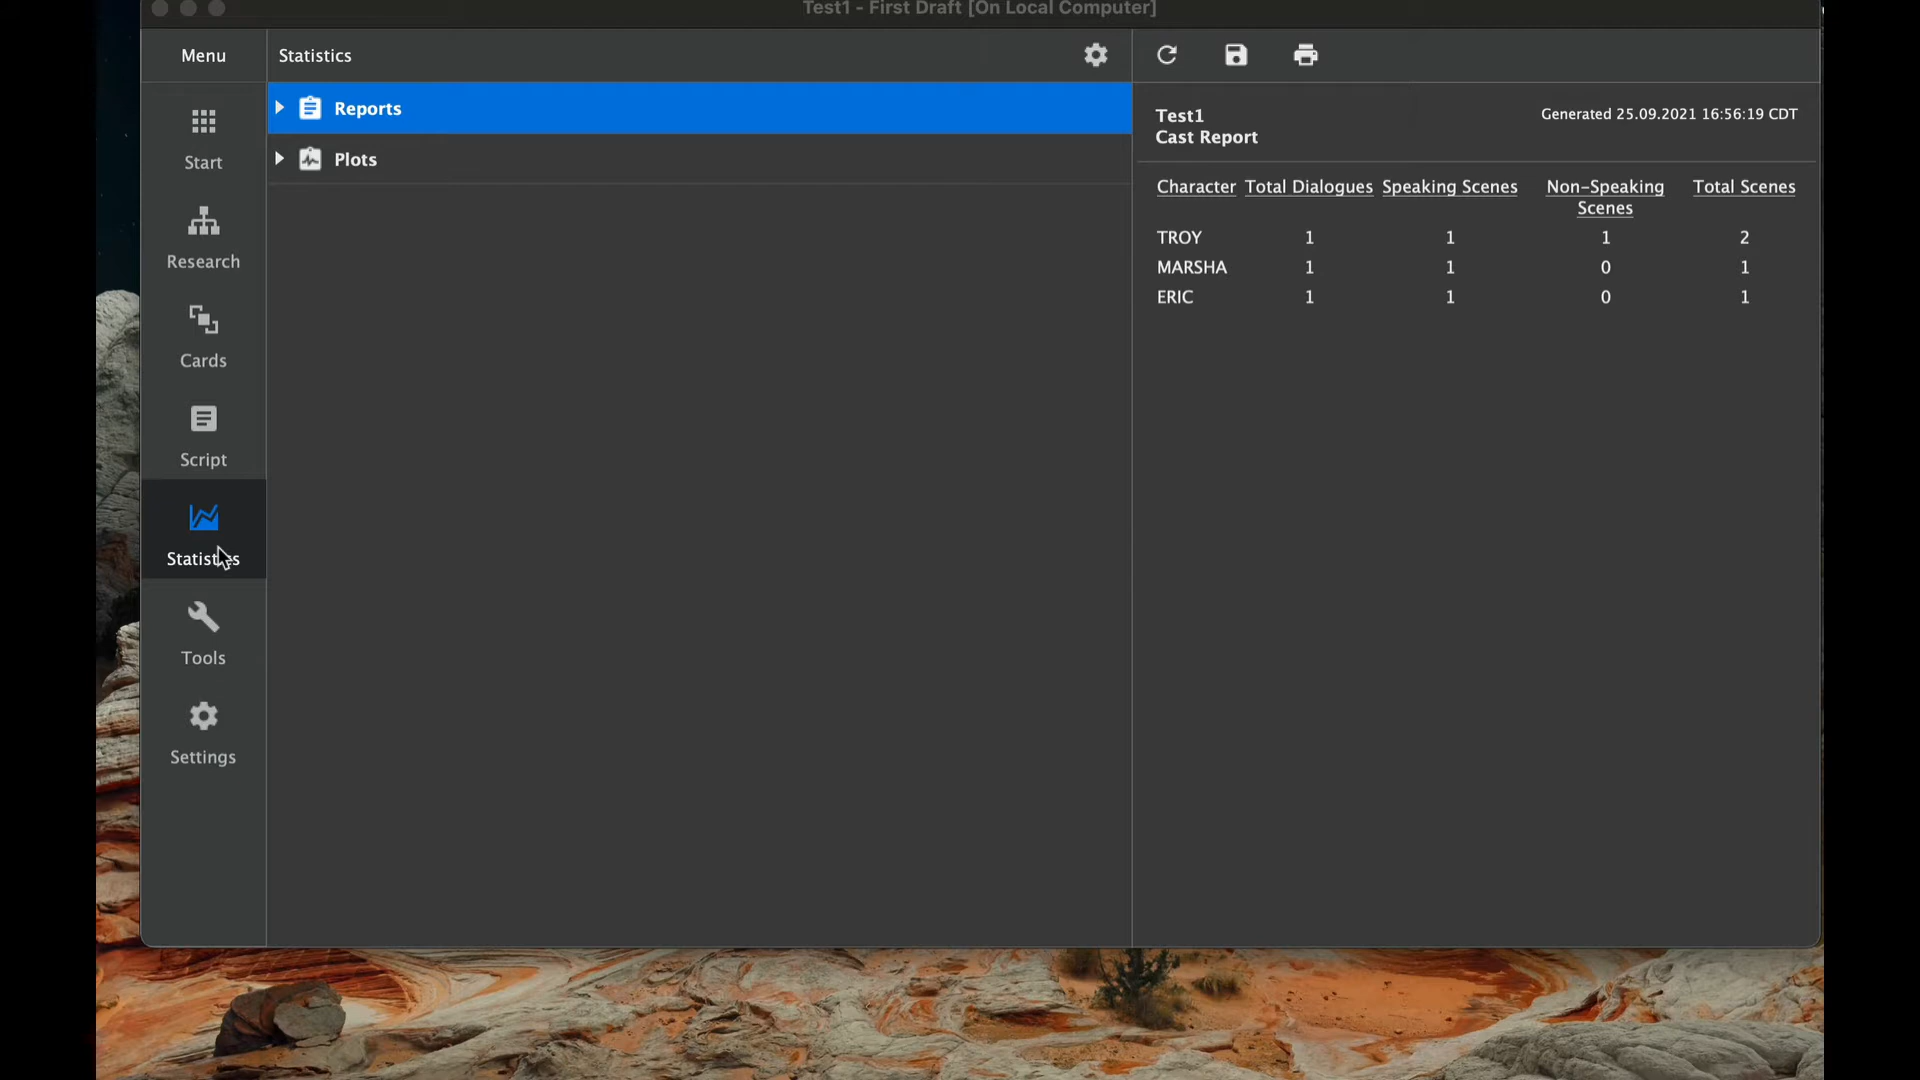 Test1 - First Draft [On Local Computer]
Menu
Statistics
Start
Research
Cards
Script
Statistics
Tools
Settings
Reports
Plots
Test1
Cast Report
Generated 25.09.2021 16:56:19 CDT
Character Total Dialogues Speaking Scenes Non-Speaking Scenes Total Scenes
TROY 1 1 1 2
MARSHA 1 1 0 1
ERIC 1 1 0 1